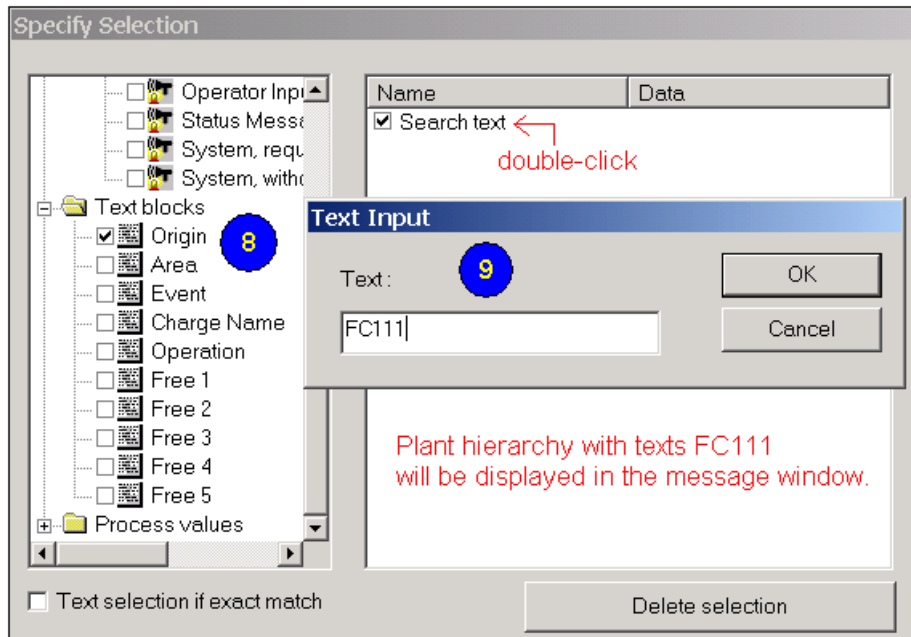 Specify Selection
Operator Inpu
Status Messa
System, requ
System, witho
Text blocks
Origin
8
Area
Event
Charge Name
Operation
Free 1
Free 2
Free 3
Free 4
Free 5
Process values
Text selection if exact match
Name Data
Search text
double-click
Text Input
Text :
9
FC111
OK
Cancel
Plant hierarchy with texts FC111
will be displayed in the message window.
Delete selection